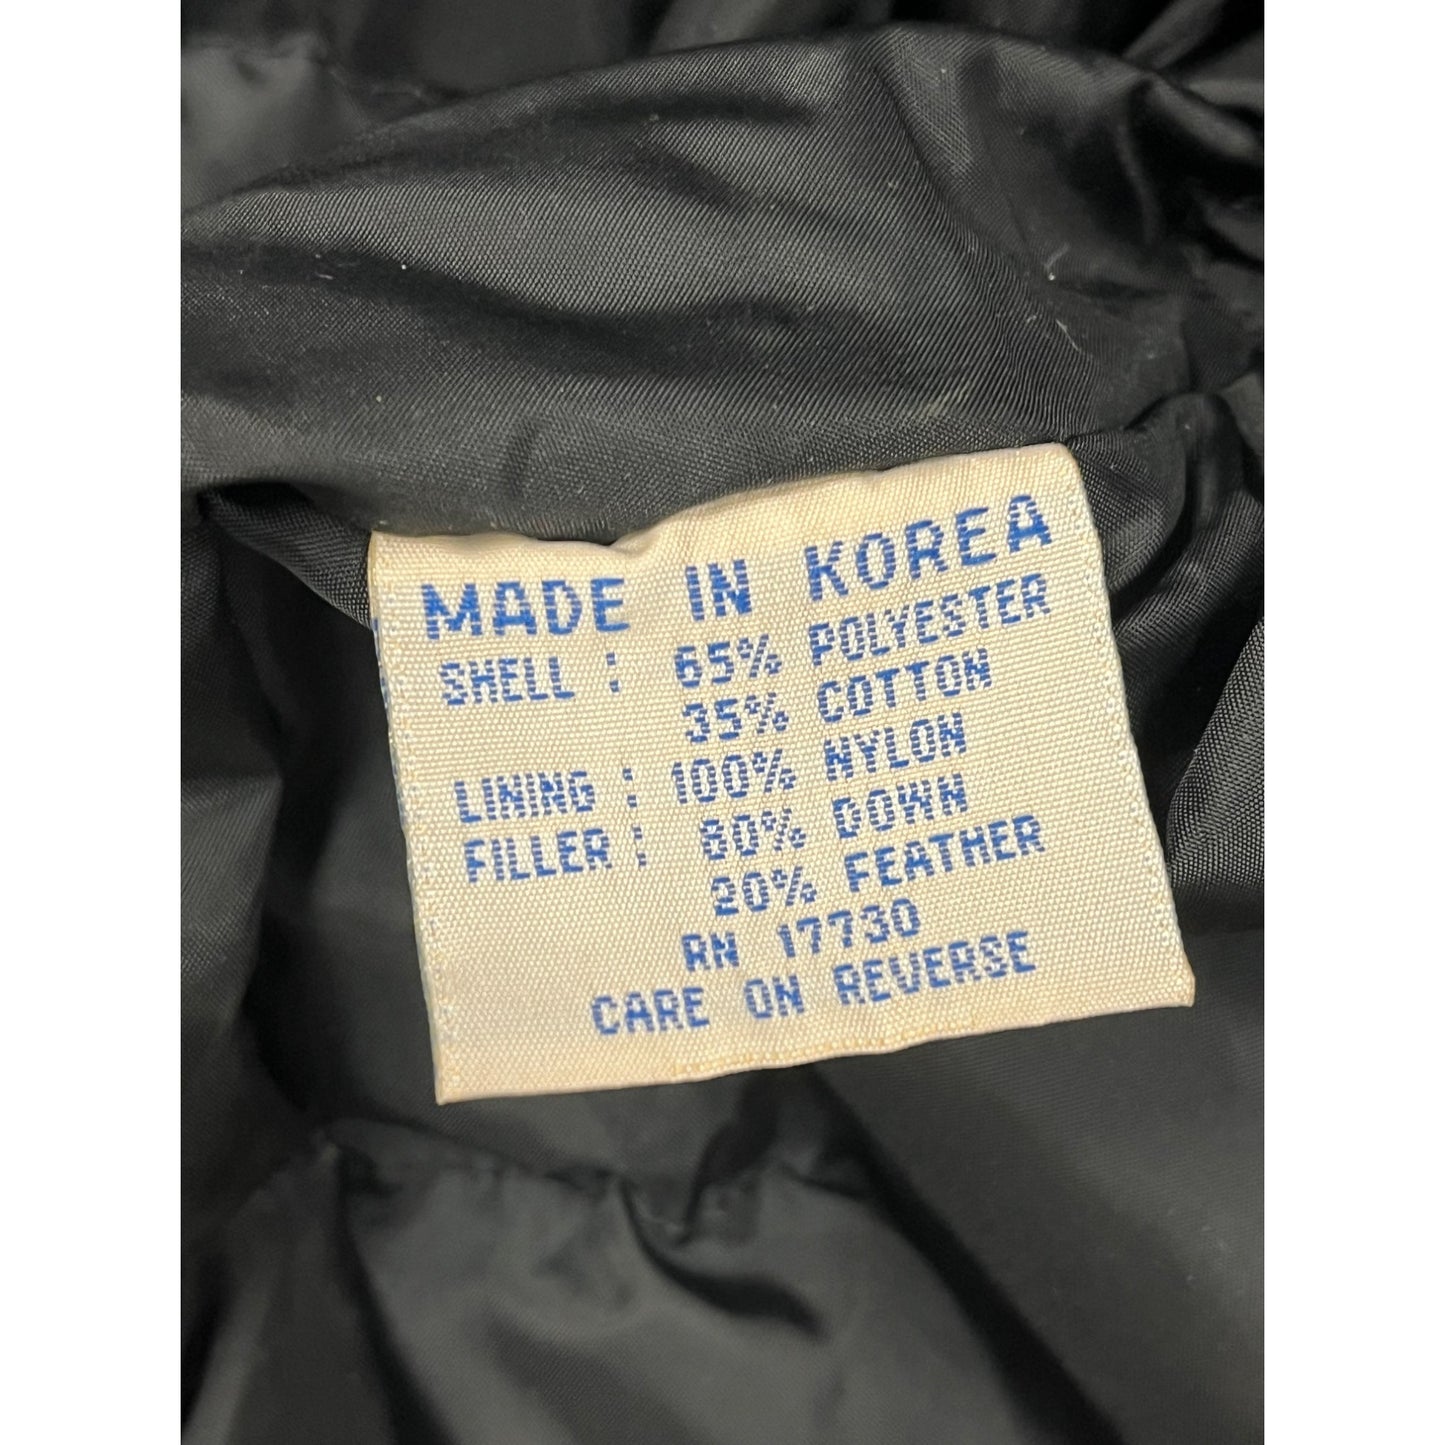 MADE IN KOREA
SHELL : 65% POLYESTER
35% COTTON
LINING : 100% NYLON
FILLER : 80% DOWN
20% FEATHER
RN 17730
CARE ON REVERSE